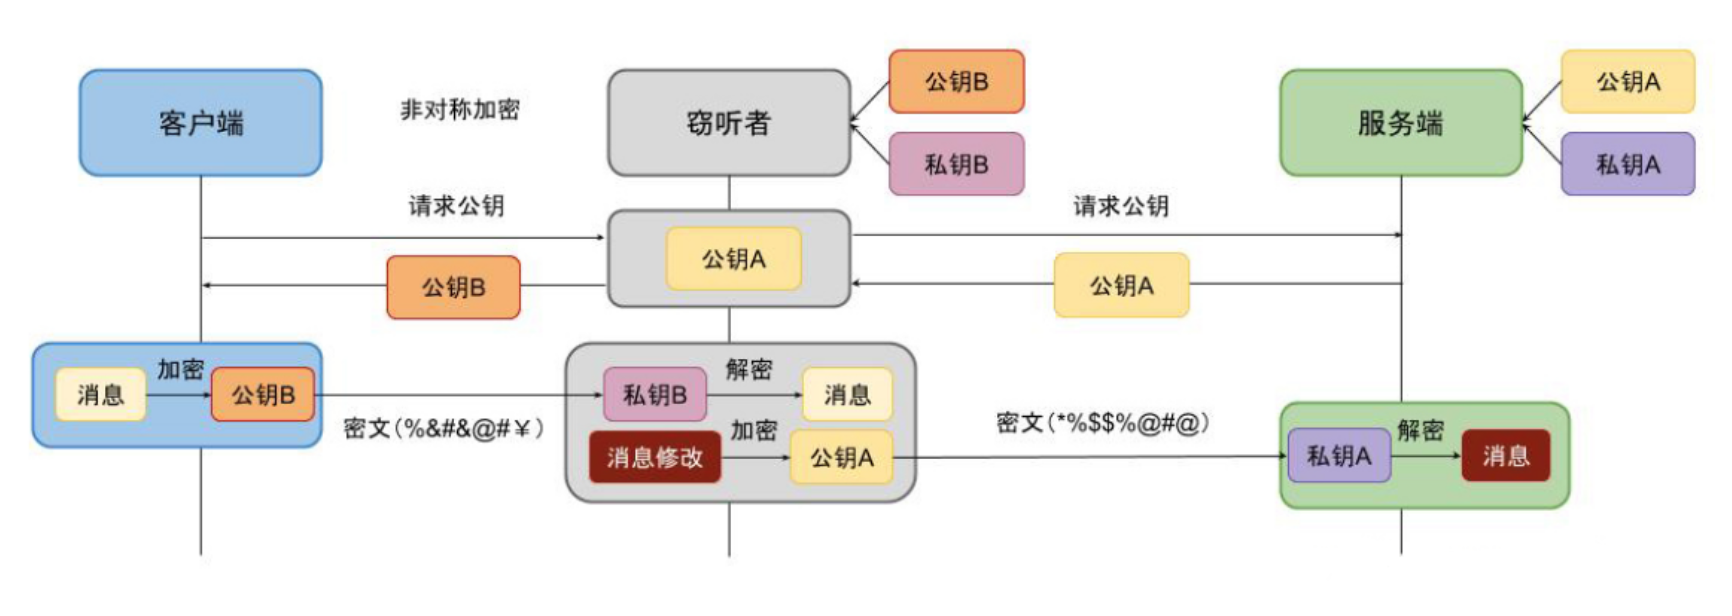 客户端
非对称加密
窃听者
公钥B
私钥B
服务端
公钥A
私钥A
请求公钥
请求公钥
公钥A
公钥B
公钥A
消息
加密
公钥B
密文(%&#&@#¥)
私钥B
解密
消息
消息修改
加密
公钥A
密文(*%$$%@#@)
私钥A
解密
消息